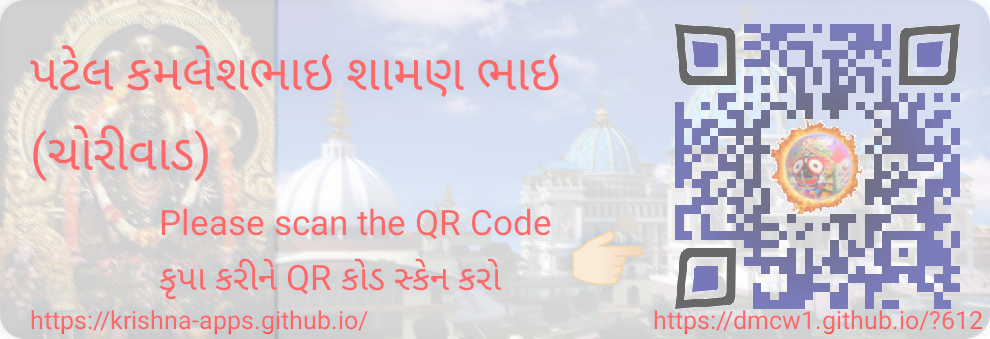 પટેલ કમલેશભાઇ શામણ ભાઇ
(ચોરીવાડ)
Please scan the QR Code
કૃપા કરીને QR કોડ સ્કેન કરો
https://krishna-apps.github.io/
https://dmcw1.github.io/?612